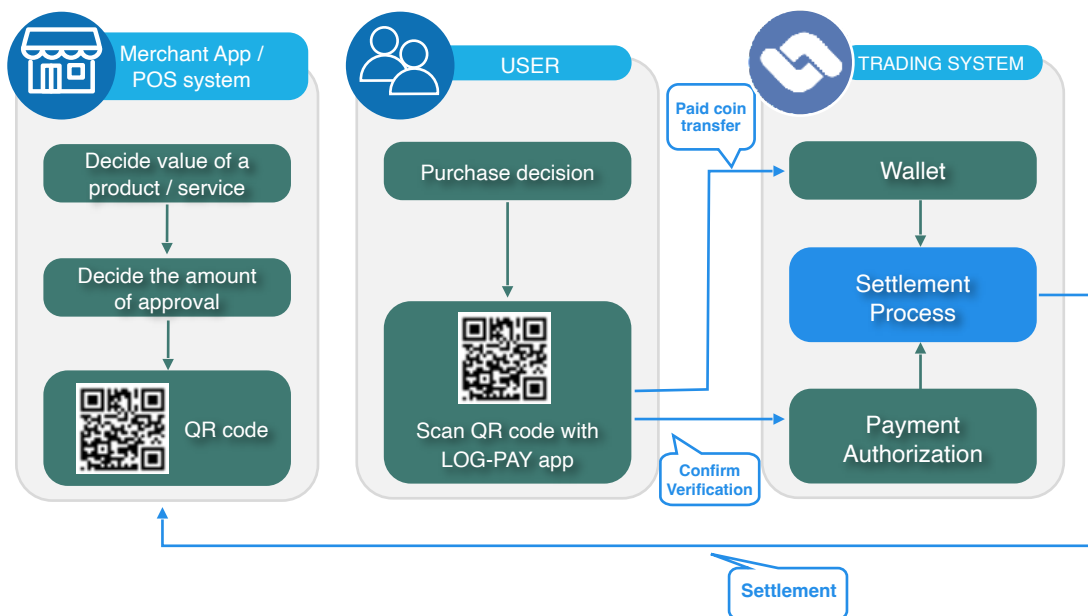 Merchant App /
POS system
Decide value of a
product / service
Decide the amount
of approval
QR code
USER
Purchase decision
Scan QR code with
LOG-PAY app
Paid coin
transfer
Confirm
Verification
TRADING SYSTEM
Wallet
Settlement
Process
Payment
Authorization
Settlement